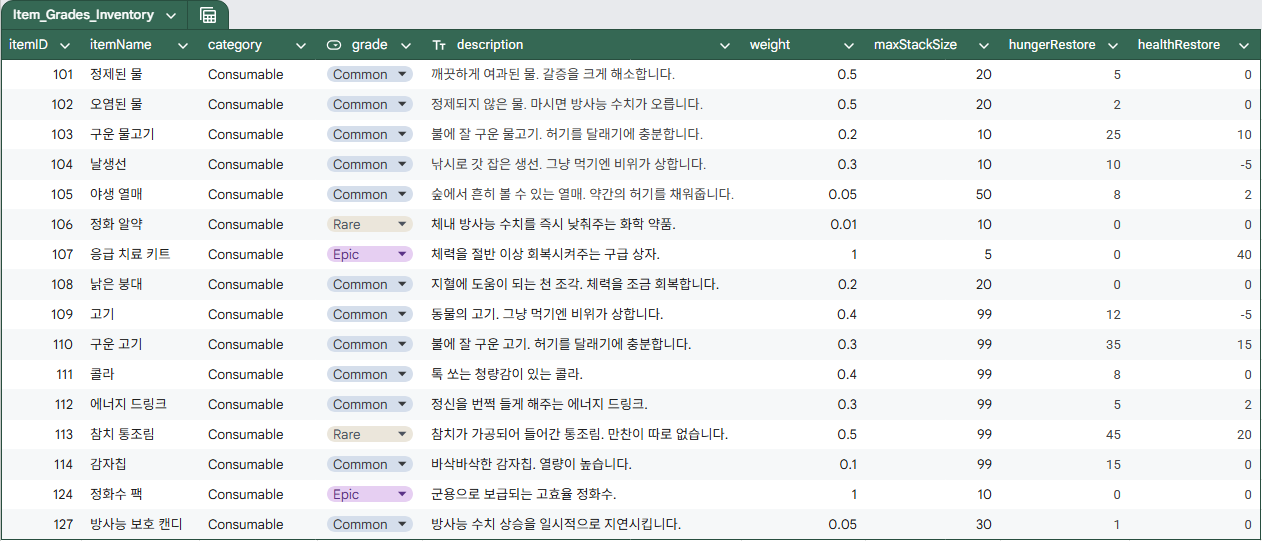 Item_Grades_Inventory
itemID itemName category grade description weight maxStackSize hungerRestore healthRestore
101 정제된 물 Consumable Common 깨끗하게 여과된 물. 갈증을 크게 해소합니다. 0.5 20 5 0
102 오염된 물 Consumable Common 정제되지 않은 물. 마시면 방사능 수치가 오릅니다. 0.5 20 2 0
103 구운 물고기 Consumable Common 불에 잘 구운 물고기. 허기를 달래기에 충분합니다. 0.2 10 25 10
104 날생선 Consumable Common 낚시로 갓 잡은 생선. 그냥 먹기엔 비위가 상합니다. 0.3 10 10 -5
105 야생 열매 Consumable Common 숲에서 흔히 볼 수 있는 열매. 약간의 허기를 채워줍니다. 0.05 50 8 2
106 정화 알약 Consumable Rare 체내 방사능 수치를 즉시 낮춰주는 화학 약품. 0.01 10 0 0
107 응급 치료 키트 Consumable Epic 체력을 절반 이상 회복시켜주는 구급 상자. 1 5 0 40
108 낡은 붕대 Consumable Common 지혈에 도움이 되는 천 조각. 체력을 조금 회복합니다. 0.2 20 0 0
109 고기 Consumable Common 동물의 고기. 그냥 먹기엔 비위가 상합니다. 0.4 99 12 -5
110 구운 고기 Consumable Common 불에 잘 구운 고기. 허기를 달래기에 충분합니다. 0.3 99 35 15
111 콜라 Consumable Common 톡 쏘는 청량감이 있는 콜라. 0.4 99 8 0
112 에너지 드링크 Consumable Common 정신을 번쩍 들게 해주는 에너지 드링크. 0.3 99 5 2
113 참치 통조림 Consumable Rare 참치가 가공되어 들어간 통조림. 만찬이 따로 없습니다. 0.5 99 45 20
114 감자칩 Consumable Common 바삭바삭한 감자칩. 열량이 높습니다. 0.1 99 15 0
124 정화수 팩 Consumable Epic 군용으로 보급되는 고효율 정화수. 1 10 0 0
127 방사능 보호 캔디 Consumable Common 방사능 수치 상승을 일시적으로 지연시킵니다. 0.05 30 1 0